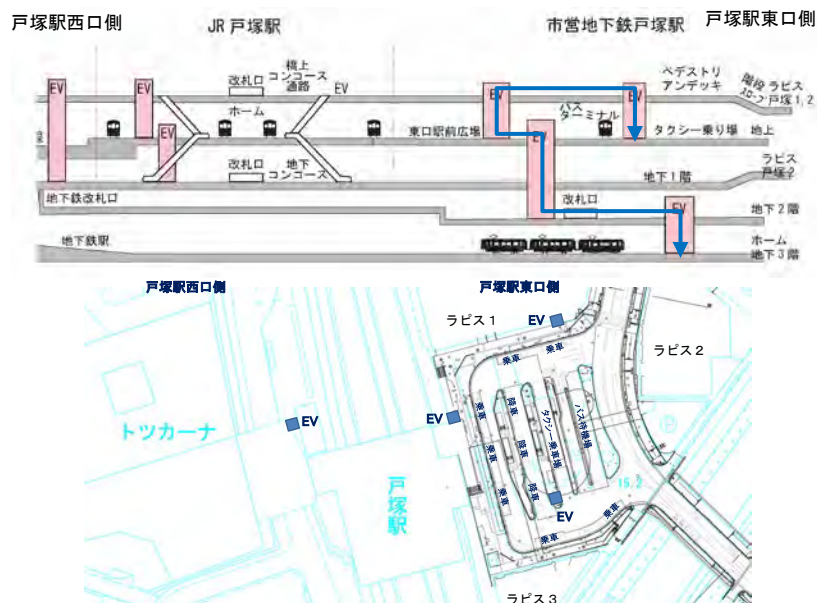 戸塚駅西口側
JR 戸塚駅
市営地下鉄戸塚駅
戸塚駅東口側
橋上
コンコース
通路
改札口
EV
EV
EV
EV
EV
ペデストリ
アンデッキ
階段 ラピス
スロープ 戸塚1,2
ホーム
バス
ターミナル
EV
東口駅前広場
EV
タクシー乗り場
地上
改札口
地下
コンコース
地下1階
ラピス
戸塚2
地下鉄改札口
改札口
EV
地下2階
地下鉄駅
ホーム
地下3階
戸塚駅西口側
戸塚駅東口側
ラピス1
EV
ラピス2
乗車
乗車
トツカーナ
EV
EV
乗車
降車
タクシー乗車場
バス待機場
乗車
降車
戸塚駅
乗車
降車
15.2
EV
乗車
乗車
ラピス3